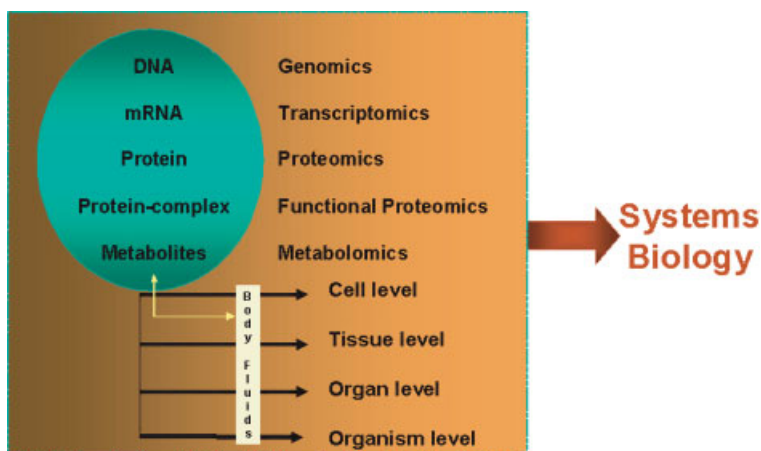 DNA Genomics
mRNA Transcriptomics
Protein Proteomics
Protein-complex Functional Proteomics
Metabolites Metabolomics
Cell level
Tissue level
Organ level
Organism level
Body Fluids
Systems
Biology